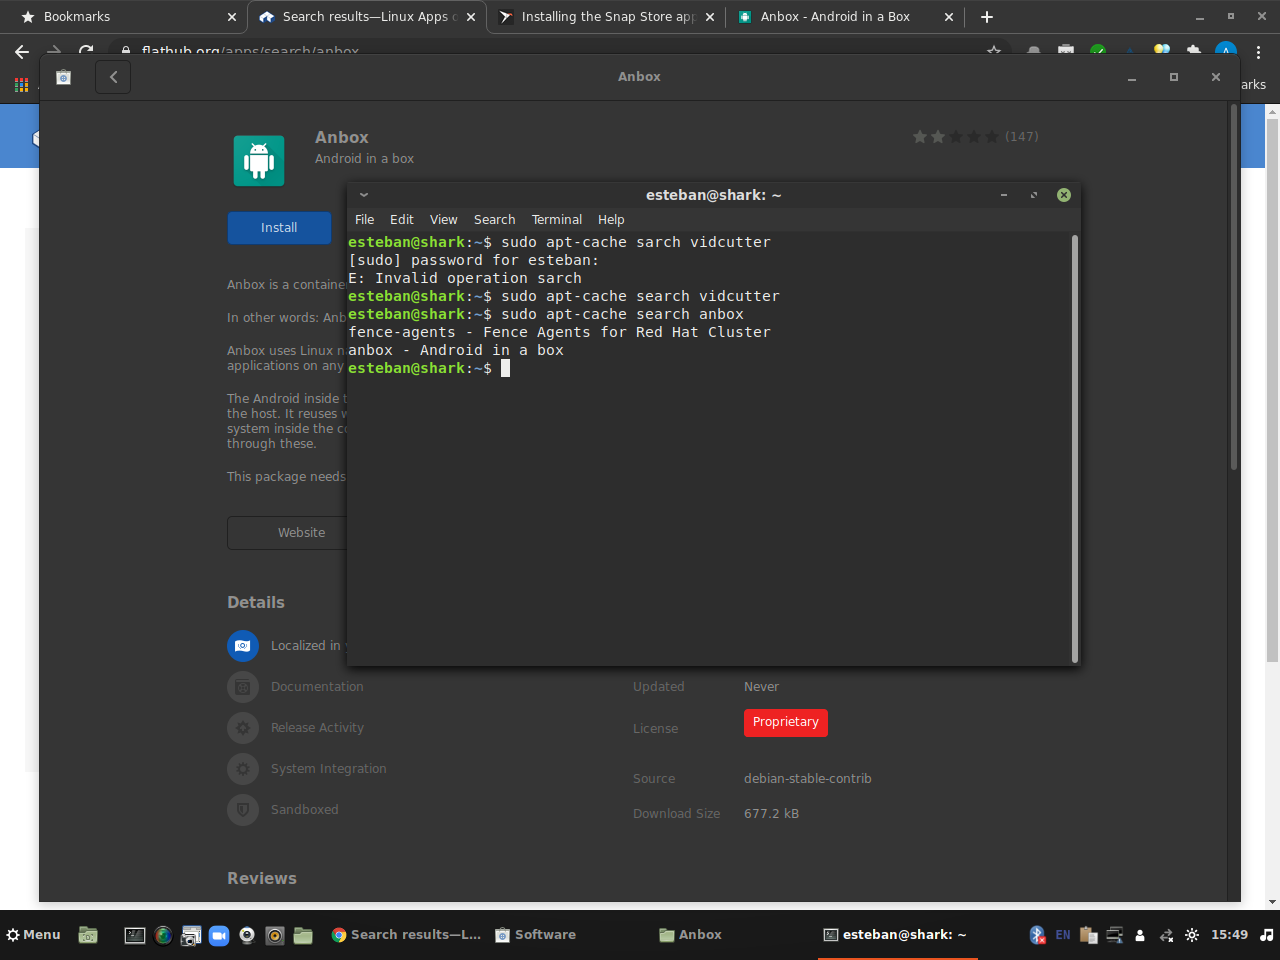 Bookmarks
Search results—Linux Apps
Installing the Snap Store app
Anbox - Android in a Box
flathub.org/apps/search/anbox
A
arks
Anbox
Anbox
Android in a box
(147)
Install
esteban@shark: ~
File Edit View Search Terminal Help
esteban@shark:~$ sudo apt-cache sarch vidcutter
[sudo] password for esteban:
E: Invalid operation sarch
esteban@shark:~$ sudo apt-cache search vidcutter
esteban@shark:~$ sudo apt-cache search anbox
fence-agents - Fence Agents for Red Hat Cluster
anbox - Android in a box
esteban@shark:~$
Anbox is a containe
In other words: Anb
Anbox uses Linux n
applications on any
The Android inside t
the host. It reuses w
system inside the co
through these.
This package needs
Website
Details
Localized in
Documentation
Release Activity
System Integration
Sandboxed
Updated Never
License Proprietary
Source debian-stable-contrib
Download Size 677.2 kB
Reviews
Menu
Search results—L...
Software
Anbox
esteban@shark: ~
EN
15:49